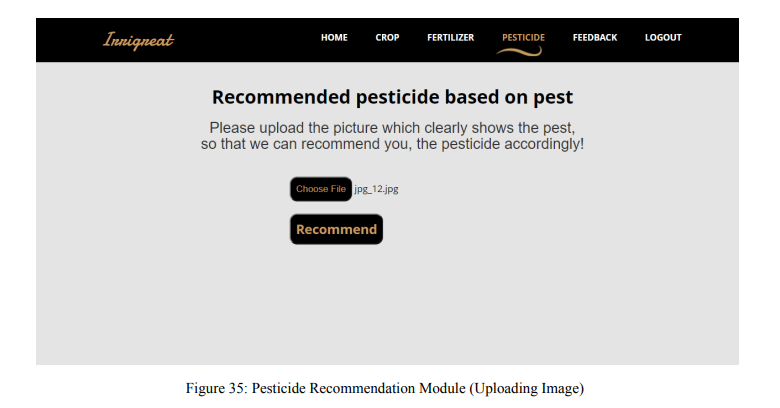 Irrigreat
HOME CROP FERTILIZER PESTICIDE FEEDBACK LOGOUT
Recommended pesticide based on pest
Please upload the picture which clearly shows the pest,
so that we can recommend you, the pesticide accordingly!
Choose File jpg_12.jpg
Recommend
Figure 35: Pesticide Recommendation Module (Uploading Image)